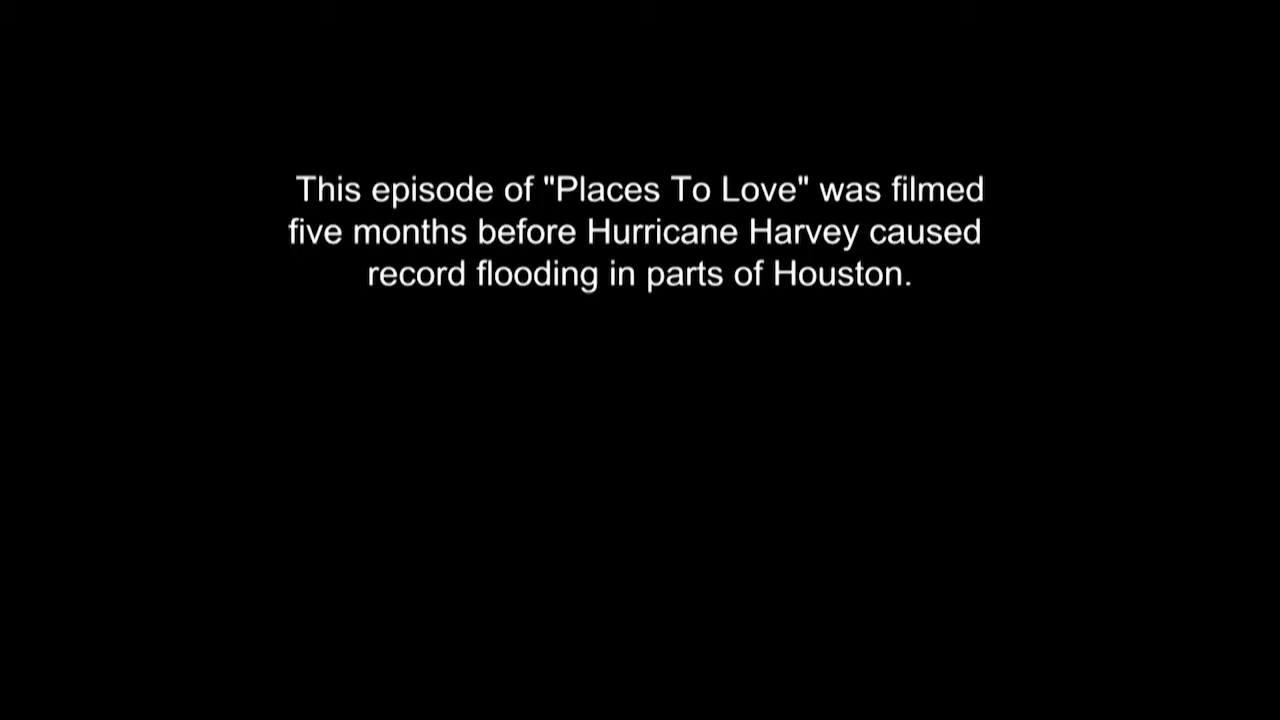 This episode of "Places To Love" was filmed
five months before Hurricane Harvey caused
record flooding in parts of Houston.